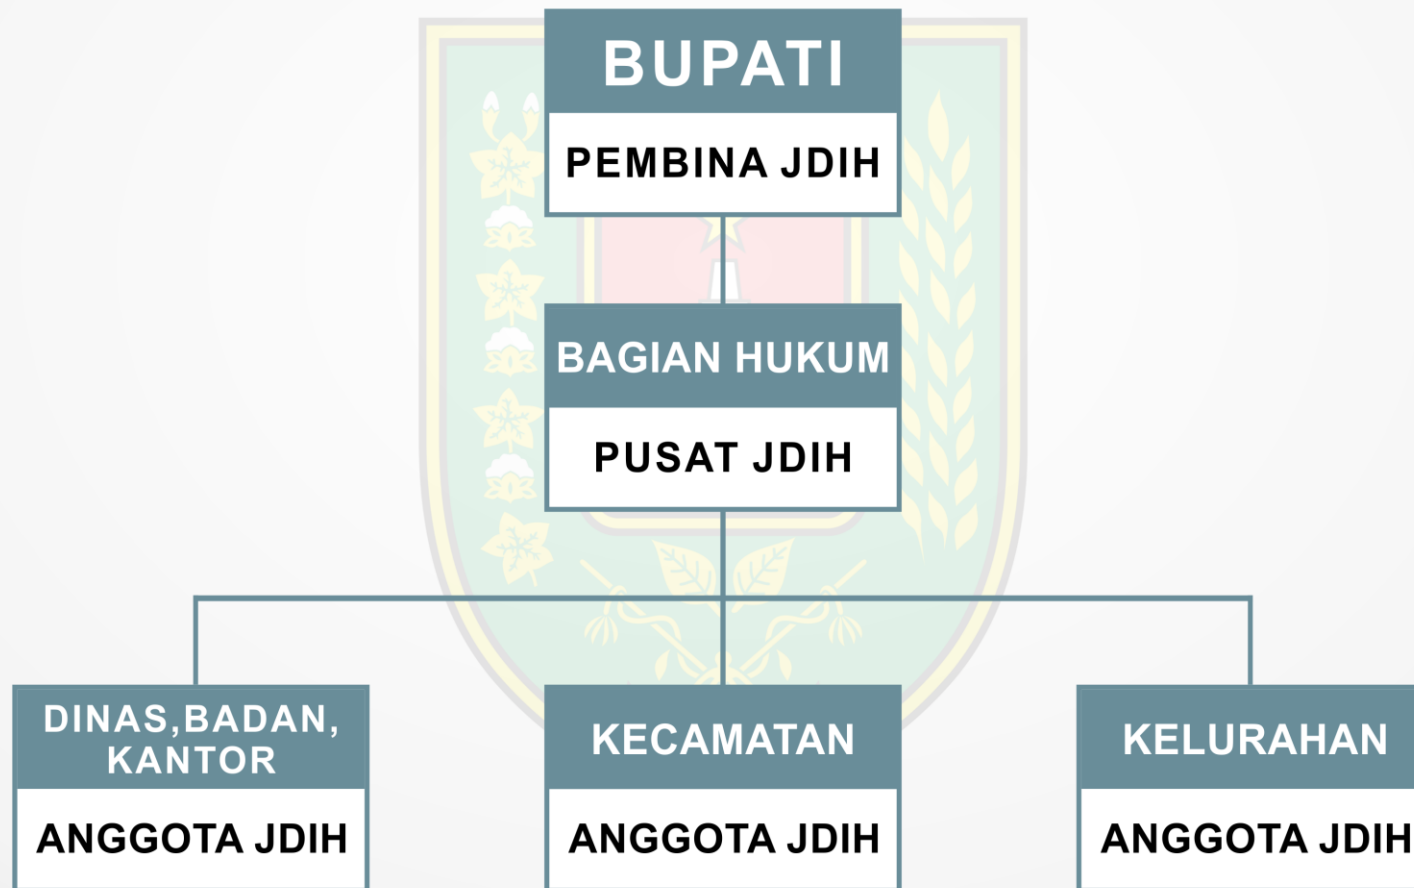 BUPATI
PEMBINA JDIH
BAGIAN HUKUM
PUSAT JDIH
DINAS,BADAN,
KANTOR
ANGGOTA JDIH
KECAMATAN
ANGGOTA JDIH
KELURAHAN
ANGGOTA JDIH